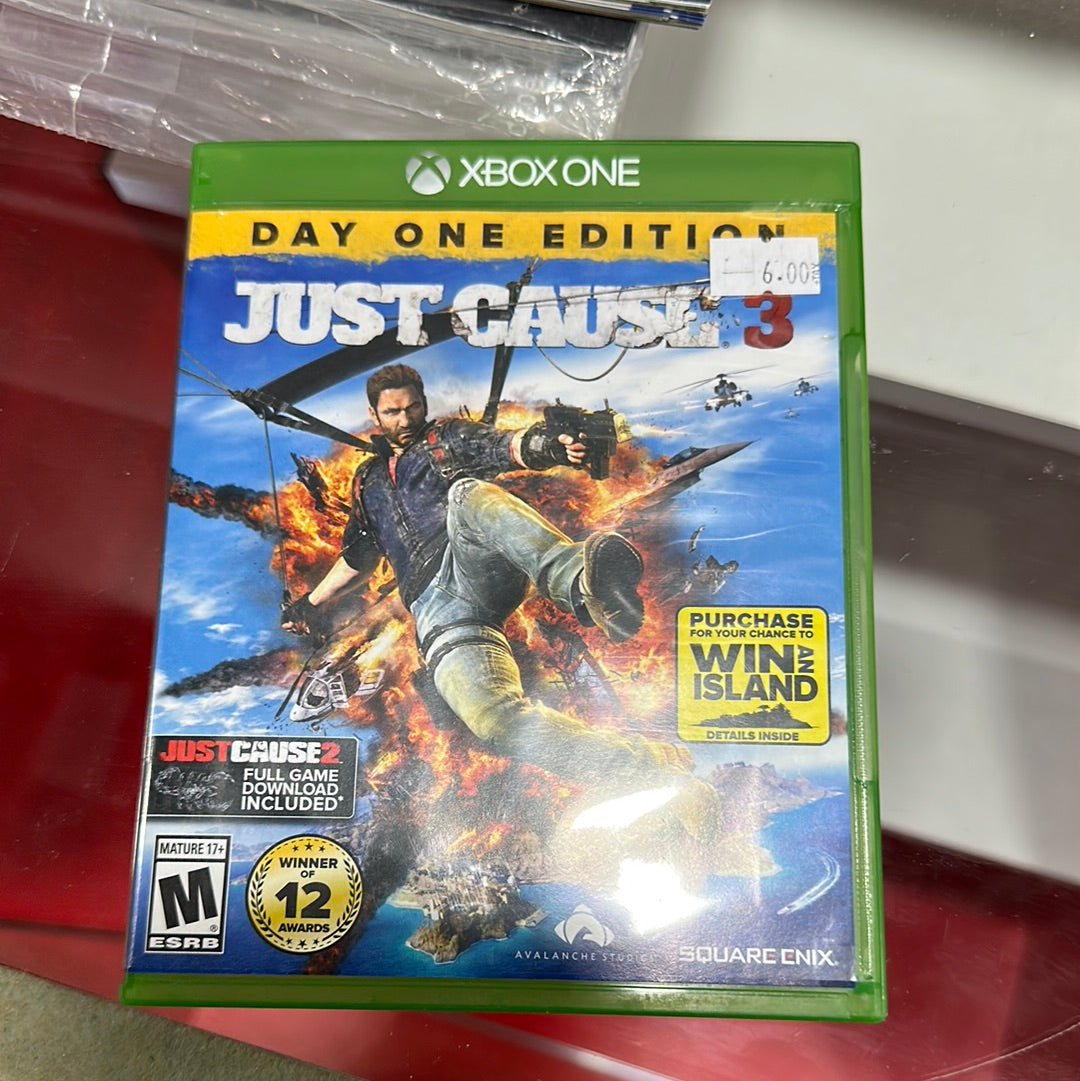 XBOX ONE
DAY ONE EDITION
6.00
JUST CAUSE 3
PURCHASE
FOR YOUR CHANCE TO
WIN AN
ISLAND
DETAILS INSIDE
JUST CAUSE 2
FULL GAME
DOWNLOAD
INCLUDED*
MATURE 17+
M
ESRB
WINNER
OF
12
AWARDS
AVALANCHE STUDIOS
SQUARE ENIX